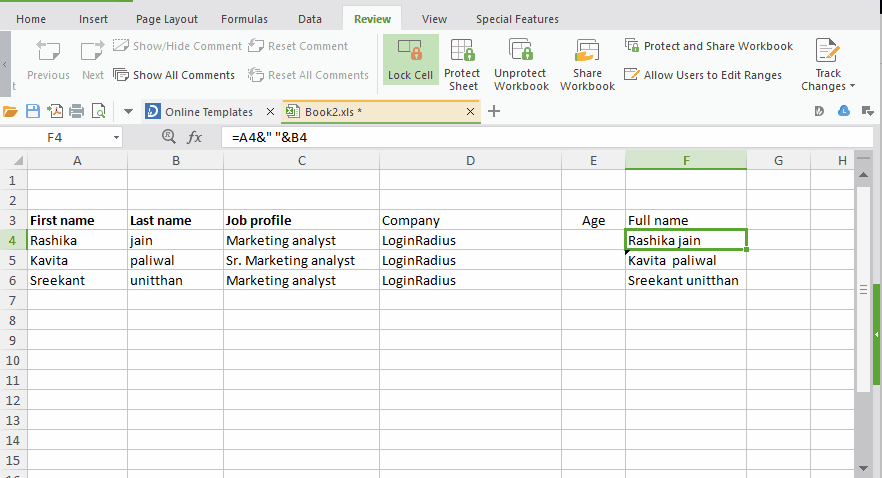 Home Insert Page Layout Formulas Data Review View Special Features
Show/Hide Comment Reset Comment Protect and Share Workbook
Previous Next Show All Comments Reset All Comments Lock Cell Protect Sheet Unprotect Workbook Share Workbook Allow Users to Edit Ranges Track Changes
t
Online Templates × Book2.xls * × +
F4 fx =A4&" "&B4
A B C D E F G H
1
2
3 First name Last name Job profile Company Age Full name
4 Rashika jain Marketing analyst LoginRadius Rashika jain
5 Kavita paliwal Sr. Marketing analyst LoginRadius Kavita  paliwal
6 Sreekant unitthan Marketing analyst LoginRadius Sreekant unitthan
7
8
9
10
11
12
13
14
15